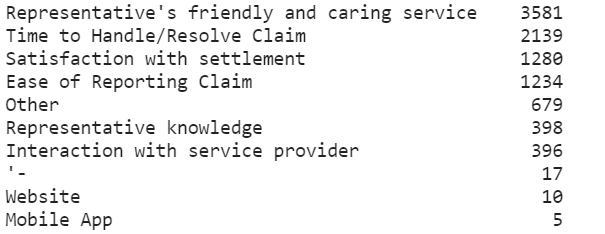 Representative's friendly and caring service 3581
Time to Handle/Resolve Claim 2139
Satisfaction with settlement 1280
Ease of Reporting Claim 1234
Other 679
Representative knowledge 398
Interaction with service provider 396
'- 17
Website 10
Mobile App 5